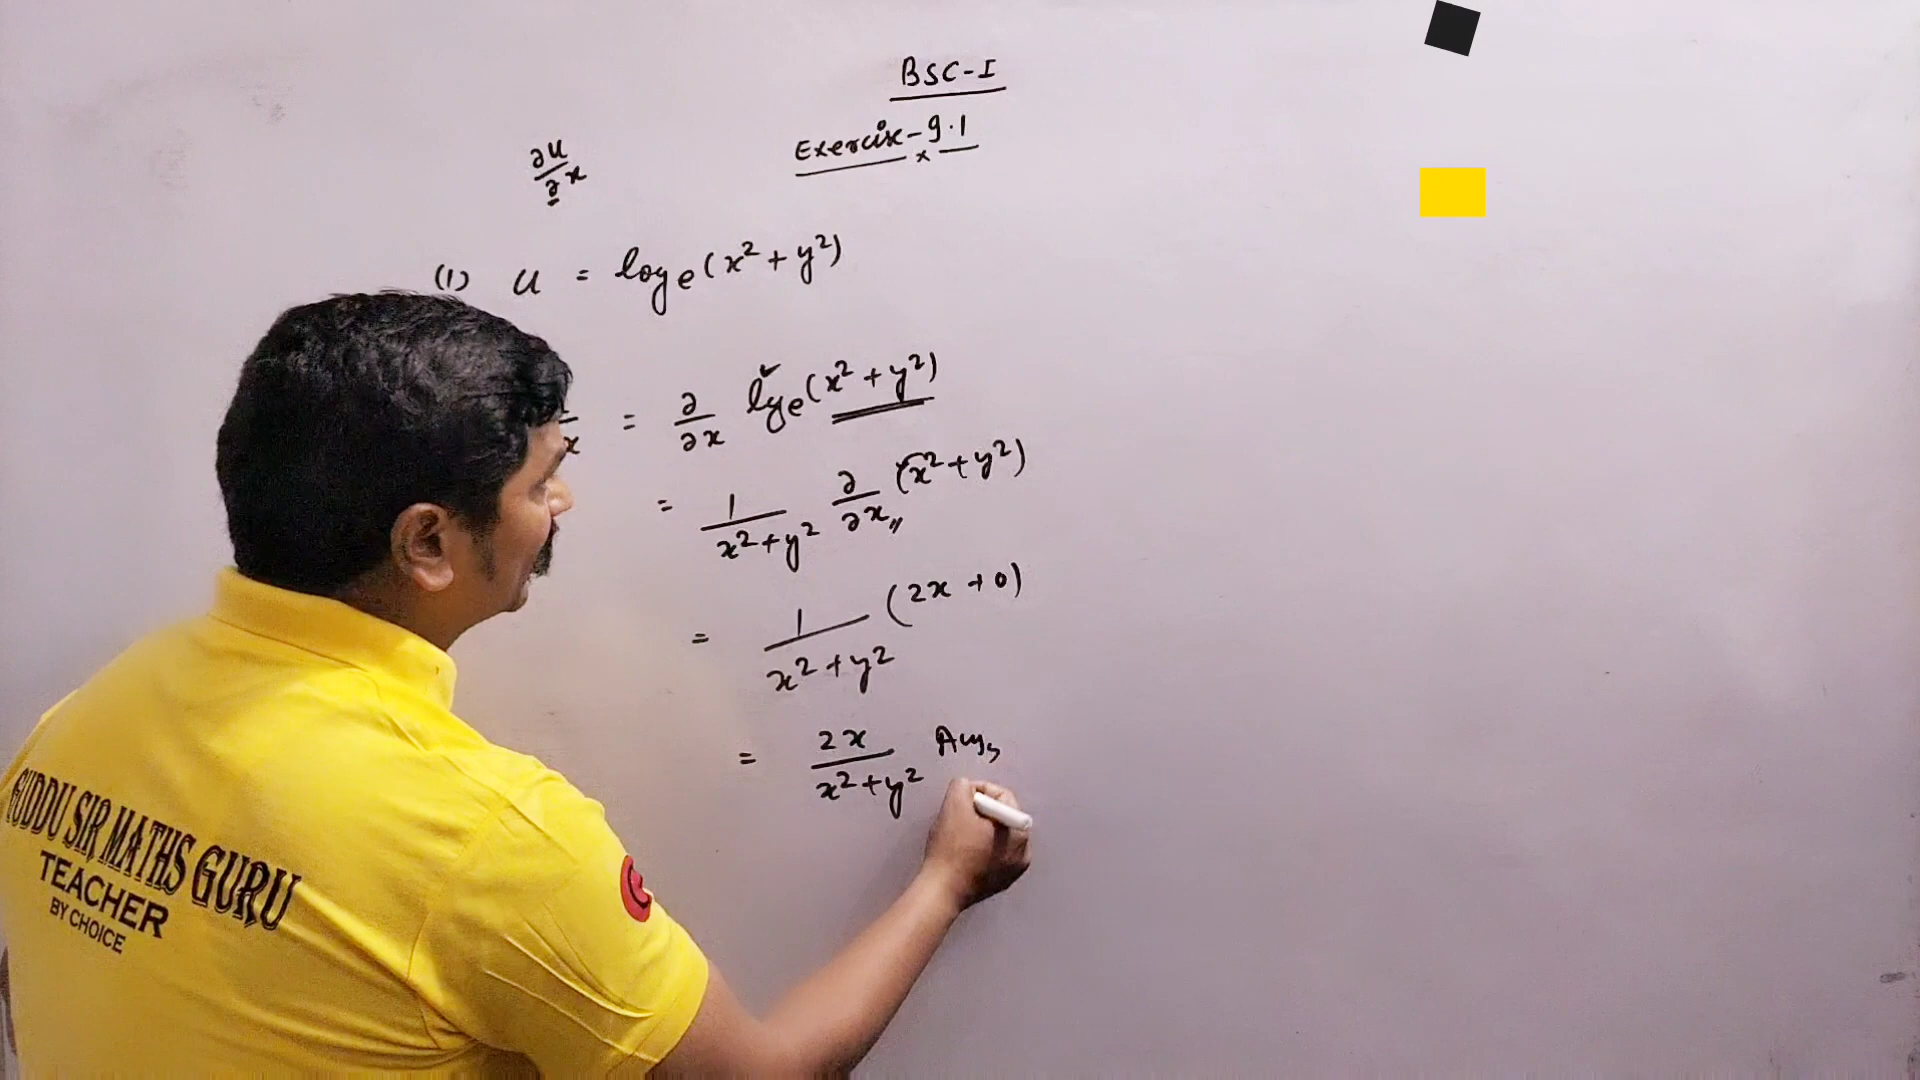 BSC-I
Exercise-9.1
∂u/∂x
(1) u = logₑ(x² + y²)
= ∂/∂x logₑ(x² + y²)
= 1/(x²+y²) ∂/∂x (x²+y²)
= 1/(x²+y²) (2x + 0)
= 2x/(x²+y²) Ans
GUDDU SIR MATHS GURU
TEACHER
BY CHOICE